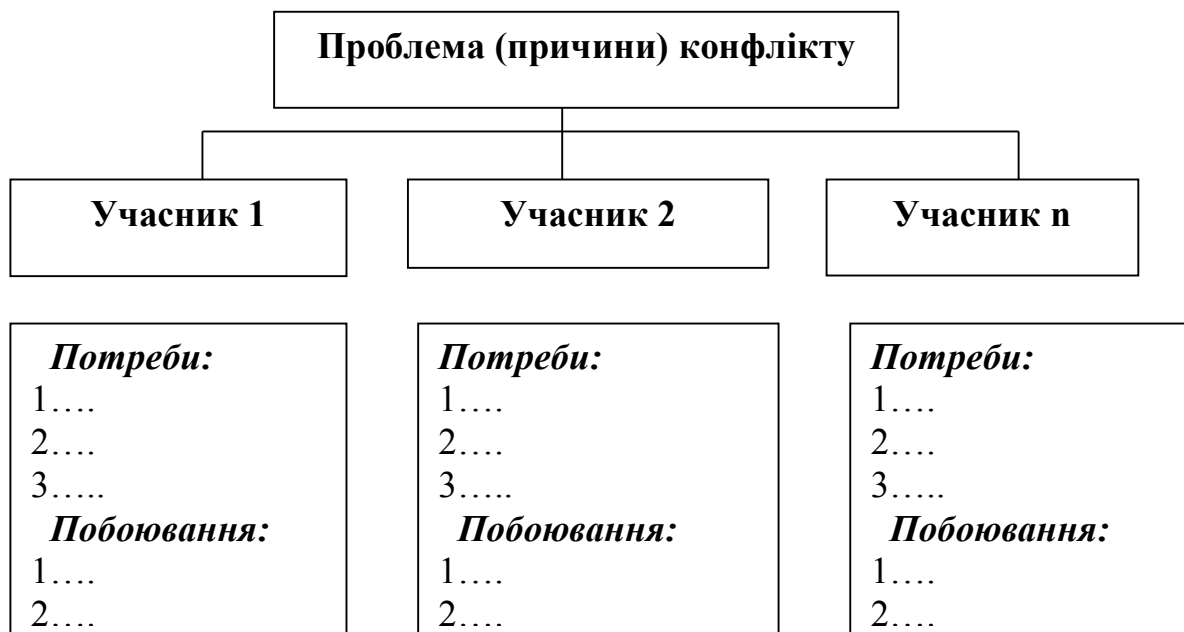 Проблема (причини) конфлікту
Учасник 1
Учасник 2
Учасник n
Потреби:
1….
2….
3…..
Побоювання:
1….
2….
Потреби:
1….
2….
3…..
Побоювання:
1….
2….
Потреби:
1….
2….
3…..
Побоювання:
1….
2….